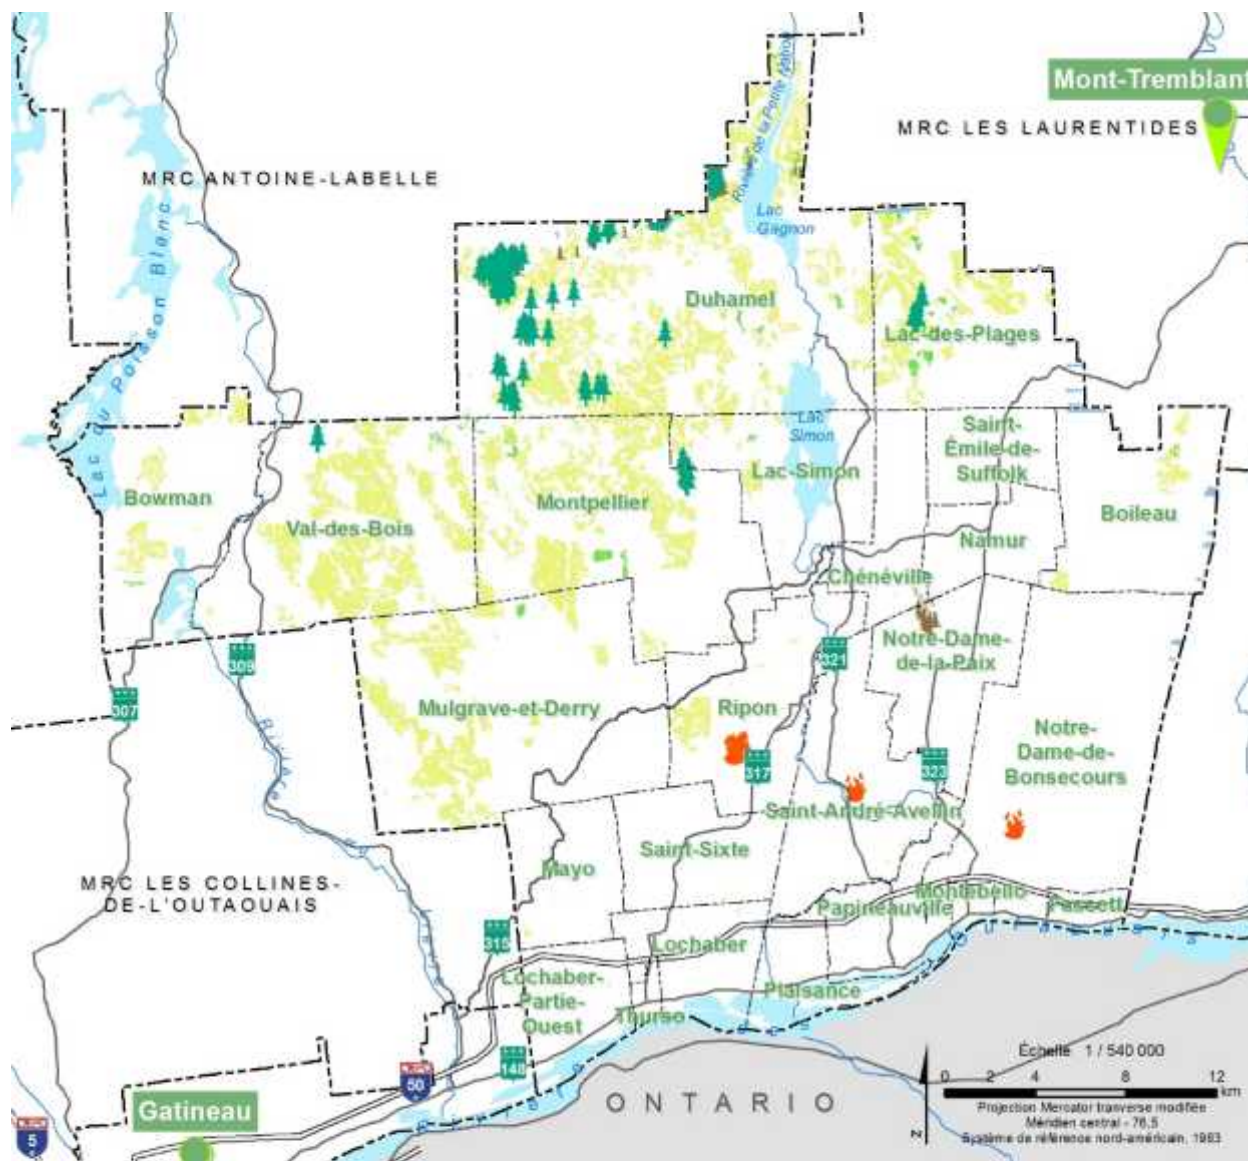 Mont-Tremblant
MRC LES LAURENTIDES
MRC ANTOINE-LABELLE
Rivière de la Petite Nation
Lac
Gagnon
Lac du Poisson Blanc
Duhamel
Lac-des-Plages
Lac
Simon
Saint-
Émile-de-
Suffolk
Lac-Simon
Bowman
Val-des-Bois
Montpellier
Boileau
Namur
Chénéville
Notre-Dame-
de-la-Paix
321
309
307
Mulgrave-et-Derry
Ripon
Notre-
Dame-de-
Bonsecours
317
323
Rivière
Saint-André-Avellin
Saint-Sixte
Mayo
MRC LES COLLINES-
DE-L'OUTAOUAIS
Montebello
Fassett
Papineauville
315
Lochaber
Lochaber-
Partie-
Ouest
Plaisance
Thurso
148
50
ONTARIO
Échelle 1 / 540 000
0 2 4 8 12
km
Projection Mercator tranverse modifiée
Méridien central - 76,5
Système de référence nord-américain, 1983
N
Gatineau
5